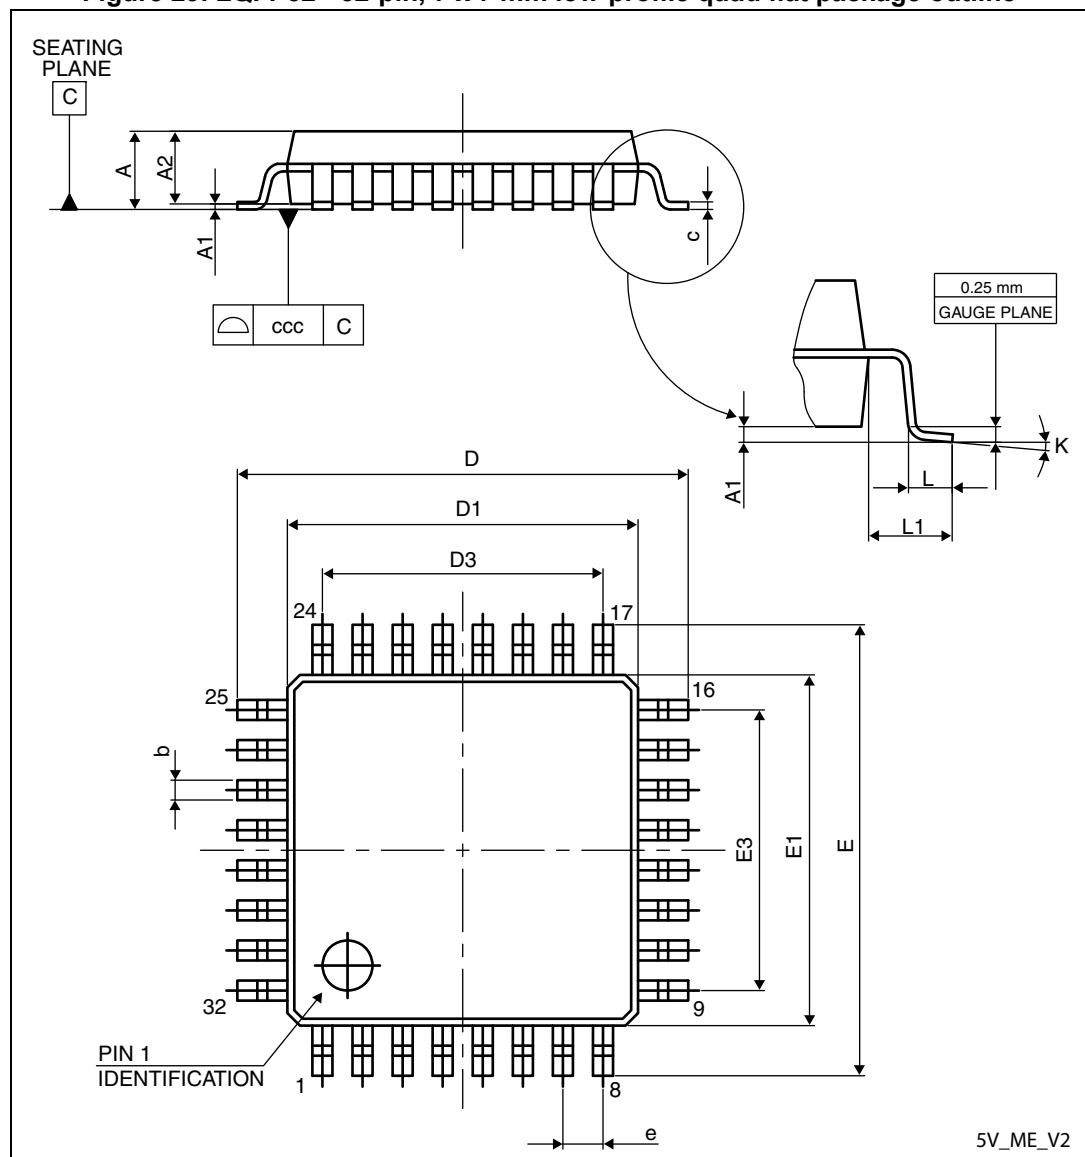 SEATING
PLANE
C
A
A2
A1
c
ccc C
0.25 mm
GAUGE PLANE
K
A1
L
L1
D
D1
D3
24
17
25
16
b
E3
E1
E
32
9
PIN 1
IDENTIFICATION
1
8
e
5V_ME_V2